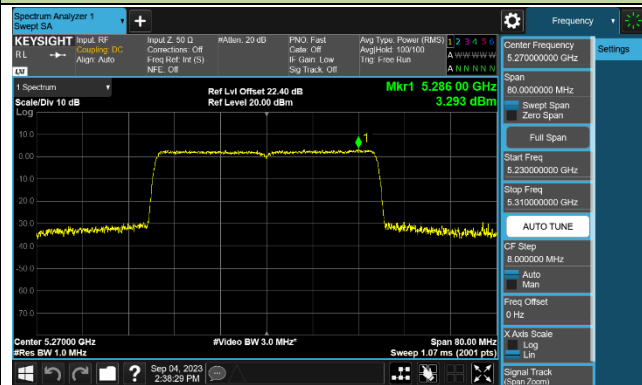 Spectrum Analyzer 1
Swept SA
Frequency
KEYSIGHT
Input: RF
Coupling: DC
Align: Auto
Input Z: 50 Ω
Corrections: Off
Freq Ref: Int (S)
NFE: Off
#Atten: 20 dB
PNO: Fast
Gate: Off
IF Gain: Low
Sig Track: Off
Avg Type: Power (RMS)
Avg|Hold: 100/100
Trig: Free Run
1 2 3 4 5 6
A W W W W W
A N N N N N
R L
LXI
1 Spectrum
Scale/Div 10 dB
Log
Ref Lvl Offset 22.40 dB
Ref Level 20.00 dBm
Mkr1 5.286 00 GHz
3.293 dBm
1
10.0
0.00
10.0
20.0
30.0
40.0
-50.0
60.0
70.0
Center 5.27000 GHz
#Res BW 1.0 MHz
#Video BW 3.0 MHz*
Span 80.00 MHz
Sweep 1.07 ms (2001 pts)
Sep 04, 2023
2:38:29 PM
Center Frequency
5.270000000 GHz
Settings
Span
80.0000000 MHz
Swept Span
Zero Span
Full Span
Start Freq
5.230000000 GHz
Stop Freq
5.310000000 GHz
AUTO TUNE
CF Step
8.000000 MHz
Auto
Man
Freq Offset
0 Hz
X Axis Scale
Log
Lin
Signal Track
(Span Zoom)